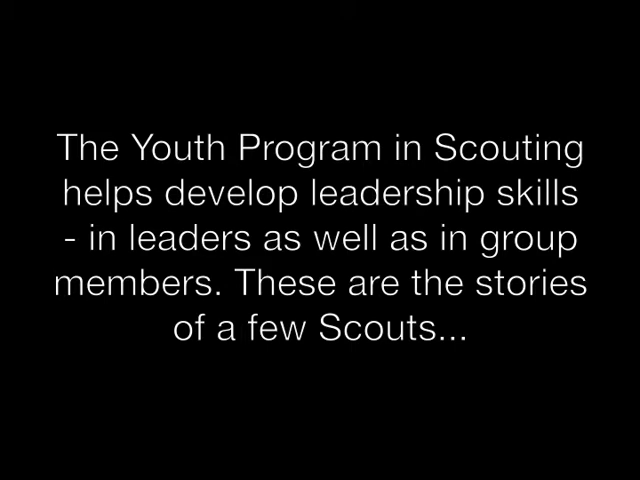 The Youth Program in Scouting
helps develop leadership skills
- in leaders as well as in group
members. These are the stories
of a few Scouts...